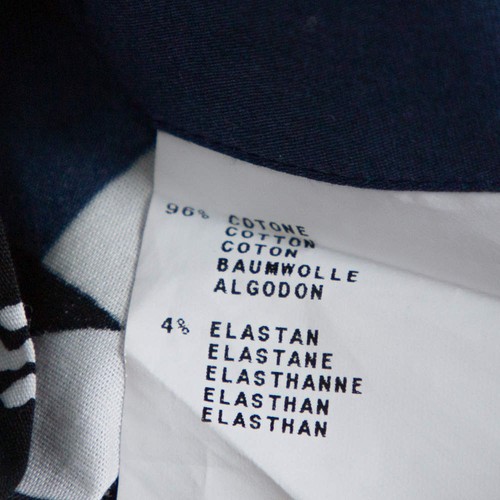 96% COTONE
COTTON
COTON
BAUMWOLLE
ALGODON
4% ELASTAN
ELASTANE
ELASTHANNE
ELASTHAN
ELASTHAN